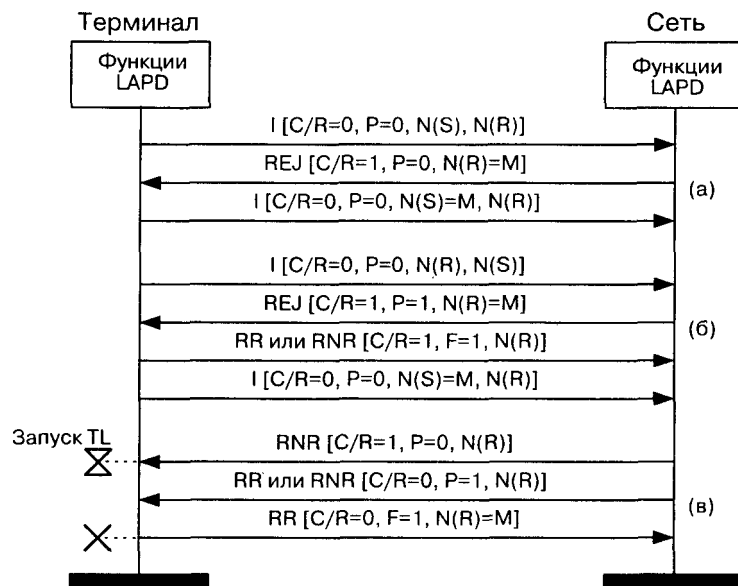 Терминал
Сеть
Функции
LAPD
Функции
LAPD
I [C/R=0, P=0, N(S), N(R)]
REJ [C/R=1, P=0, N(R)=M]
(а)
I [C/R=0, P=0, N(S)=M, N(R)]
I [C/R=0, P=0, N(R), N(S)]
REJ [C/R=1, P=1, N(R)=M]
(б)
RR или RNR [C/R=1, F=1, N(R)]
I [C/R=0, P=0, N(S)=M, N(R)]
Запуск TL
RNR [C/R=1, P=0, N(R)]
RR или RNR [C/R=0, P=1, N(R)]
(в)
RR [C/R=0, F=1, N(R)=M]